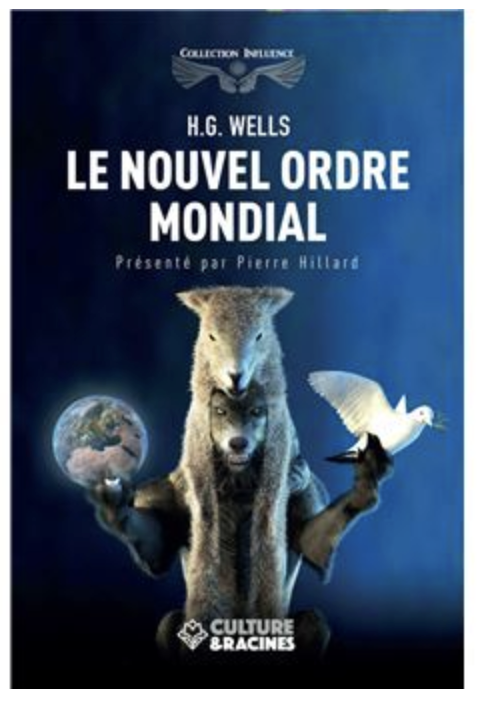 COLLECTION INFLUENCE
H.G. WELLS
LE NOUVEL ORDRE
MONDIAL
Présenté par Pierre Hillard
CULTURE
&RACINES